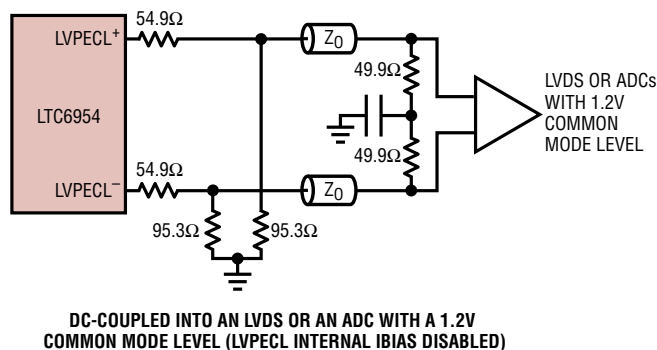 54.9Ω
LVPECL+
Z0
49.9Ω
LVDS OR ADCs
WITH 1.2V
COMMON
MODE LEVEL
LTC6954
49.9Ω
54.9Ω
LVPECL–
Z0
95.3Ω
95.3Ω
DC-COUPLED INTO AN LVDS OR AN ADC WITH A 1.2V
COMMON MODE LEVEL (LVPECL INTERNAL IBIAS DISABLED)